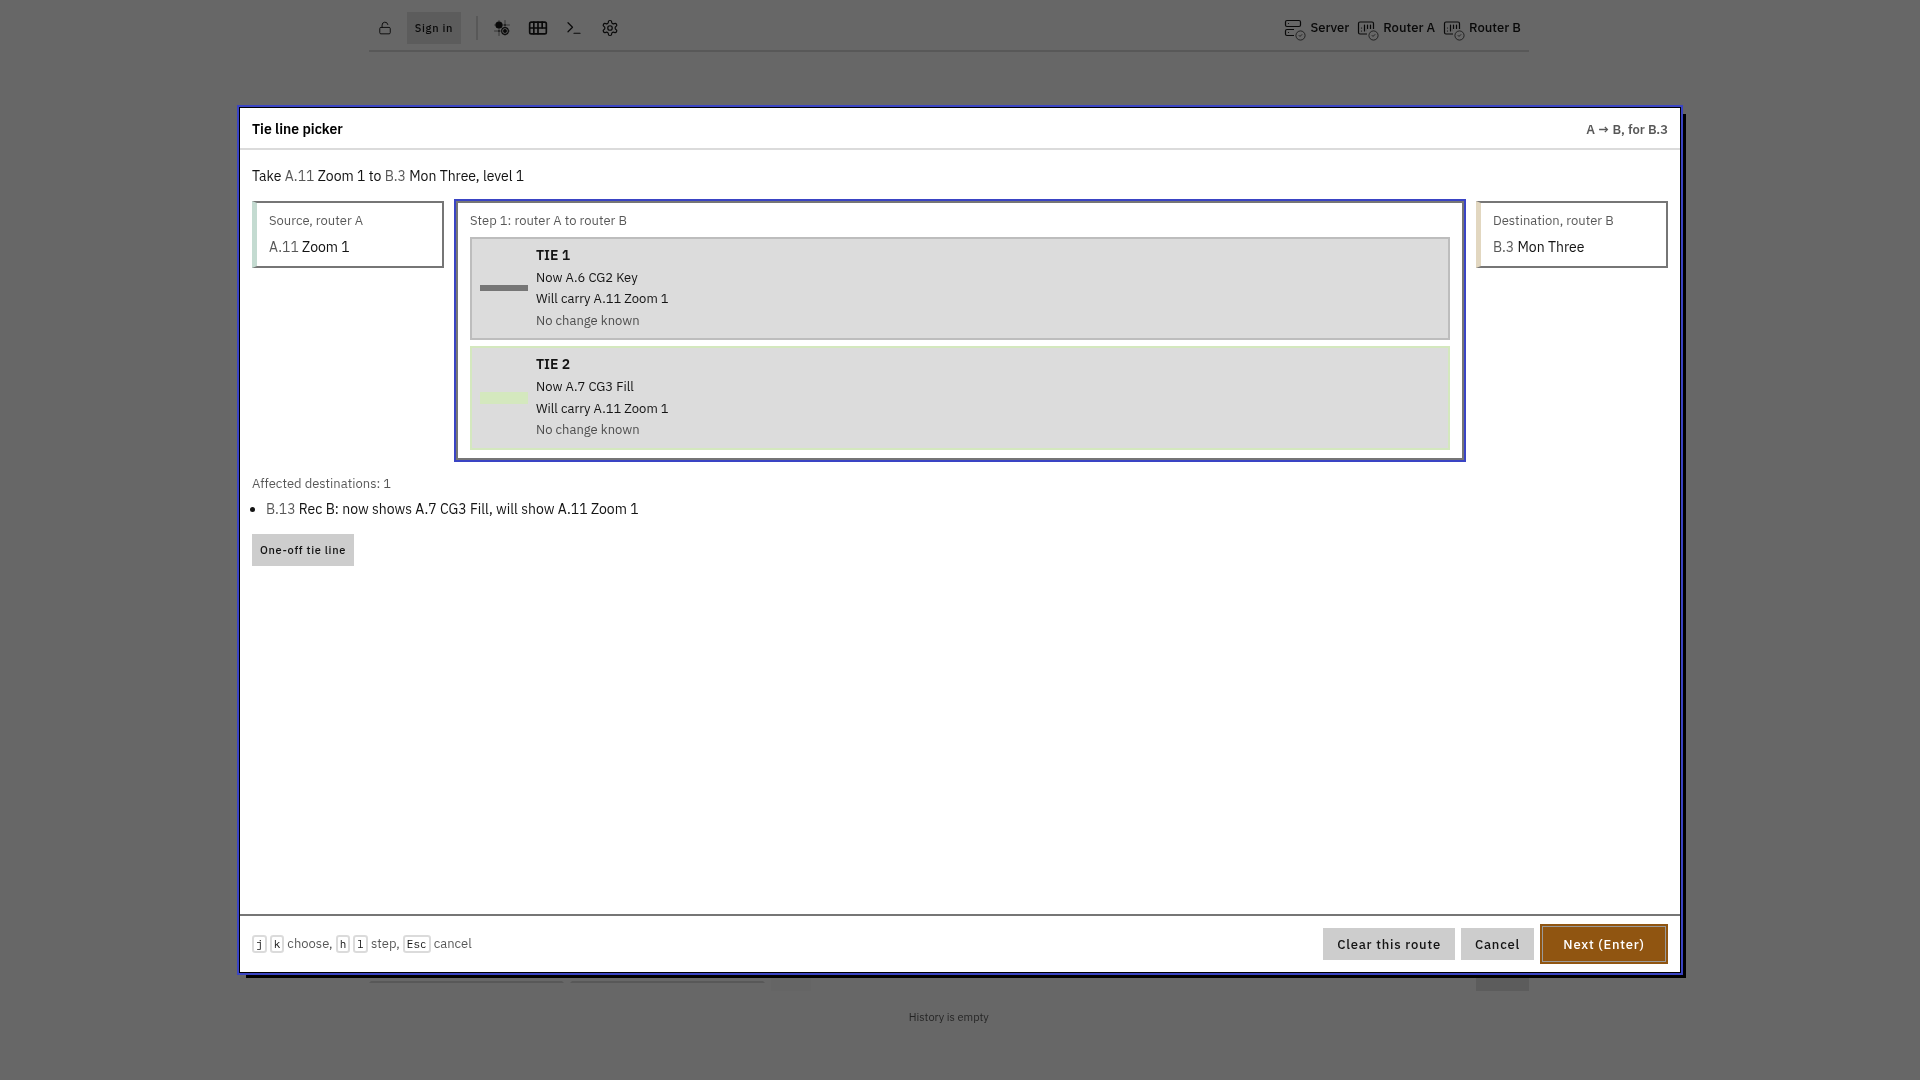 Sign in
Server Router A Router B
Tie line picker
A → B, for B.3
Take A.11 Zoom 1 to B.3 Mon Three, level 1
Source, router A
A.11 Zoom 1
Step 1: router A to router B
TIE 1
Now A.6 CG2 Key
Will carry A.11 Zoom 1
No change known
TIE 2
Now A.7 CG3 Fill
Will carry A.11 Zoom 1
No change known
Destination, router B
B.3 Mon Three
Affected destinations: 1
• B.13 Rec B: now shows A.7 CG3 Fill, will show A.11 Zoom 1
One-off tie line
j k choose, h l step, Esc cancel
Clear this route
Cancel
Next (Enter)
History is empty